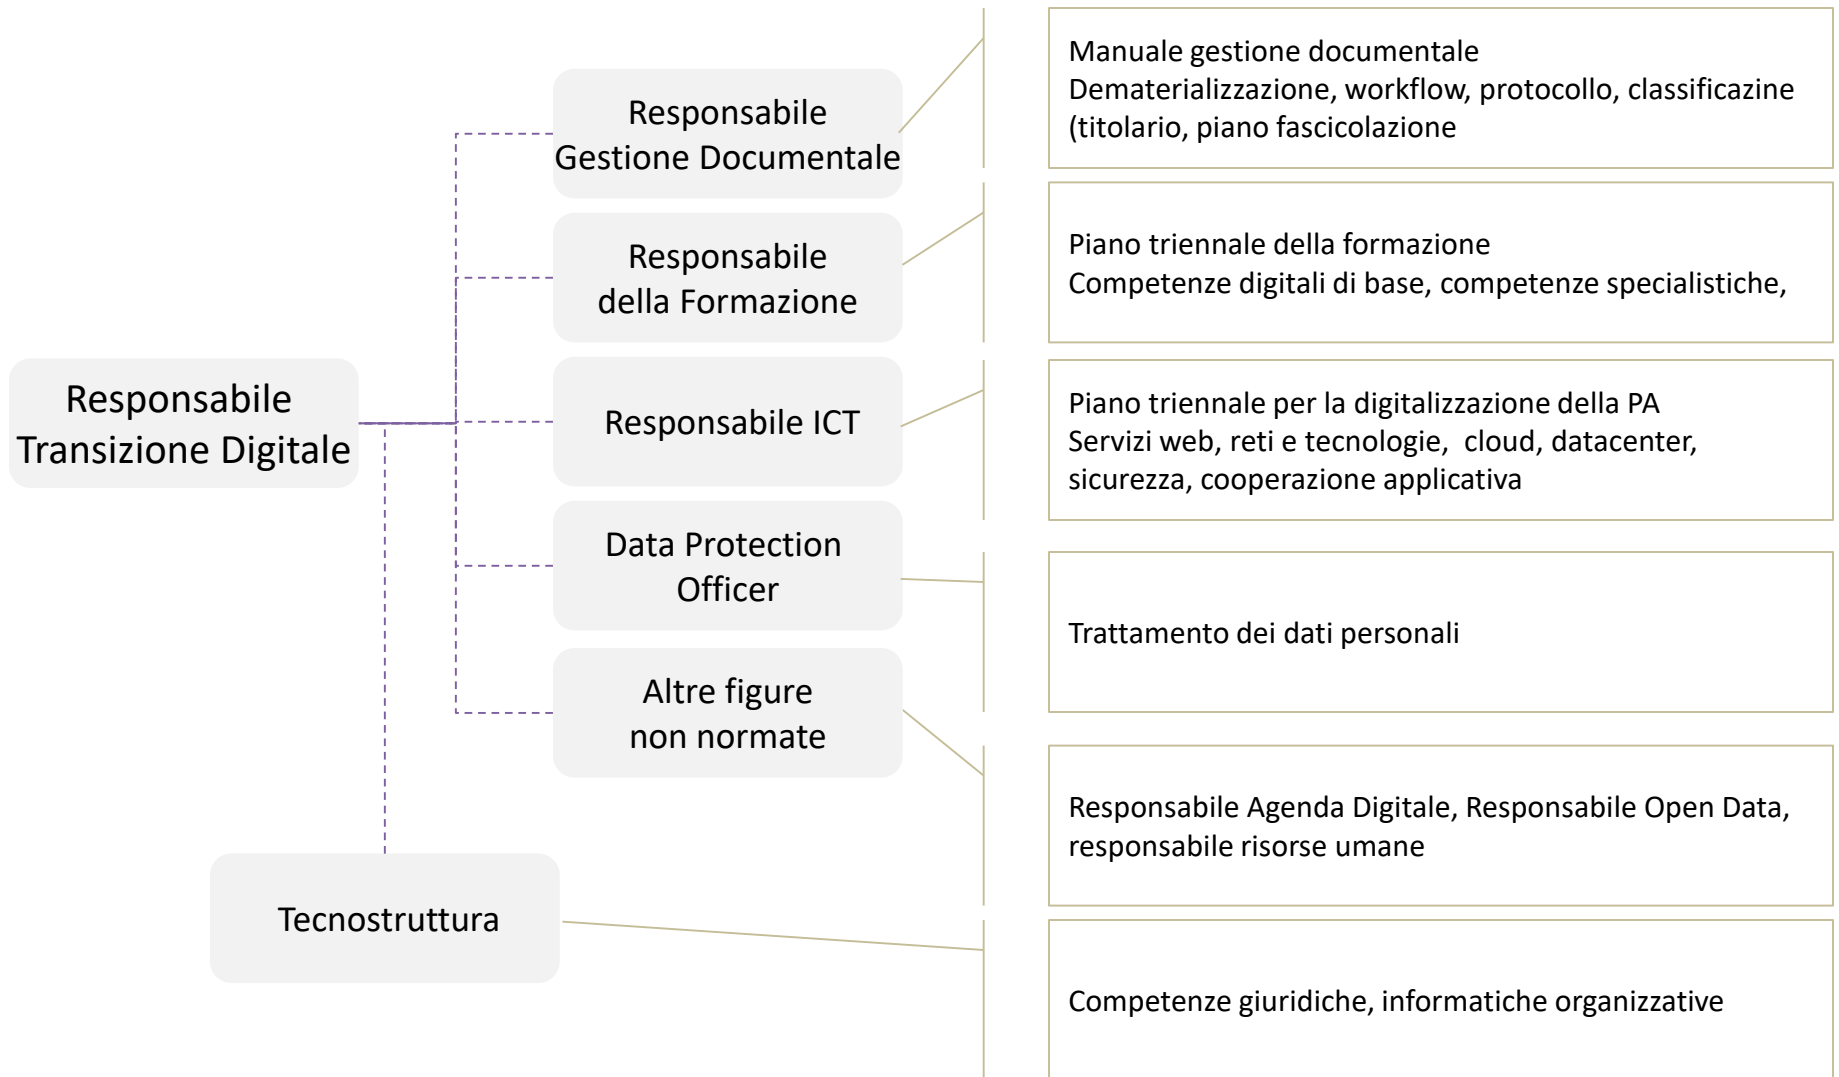 Responsabile
Transizione Digitale
Responsabile
Gestione Documentale
Manuale gestione documentale
Dematerializzazione, workflow, protocollo, classificazine
(titolario, piano fascicolazione
Responsabile
della Formazione
Piano triennale della formazione
Competenze digitali di base, competenze specialistiche,
Responsabile ICT
Piano triennale per la digitalizzazione della PA
Servizi web, reti e tecnologie,  cloud, datacenter,
sicurezza, cooperazione applicativa
Data Protection
Officer
Trattamento dei dati personali
Altre figure
non normate
Responsabile Agenda Digitale, Responsabile Open Data,
responsabile risorse umane
Tecnostruttura
Competenze giuridiche, informatiche organizzative